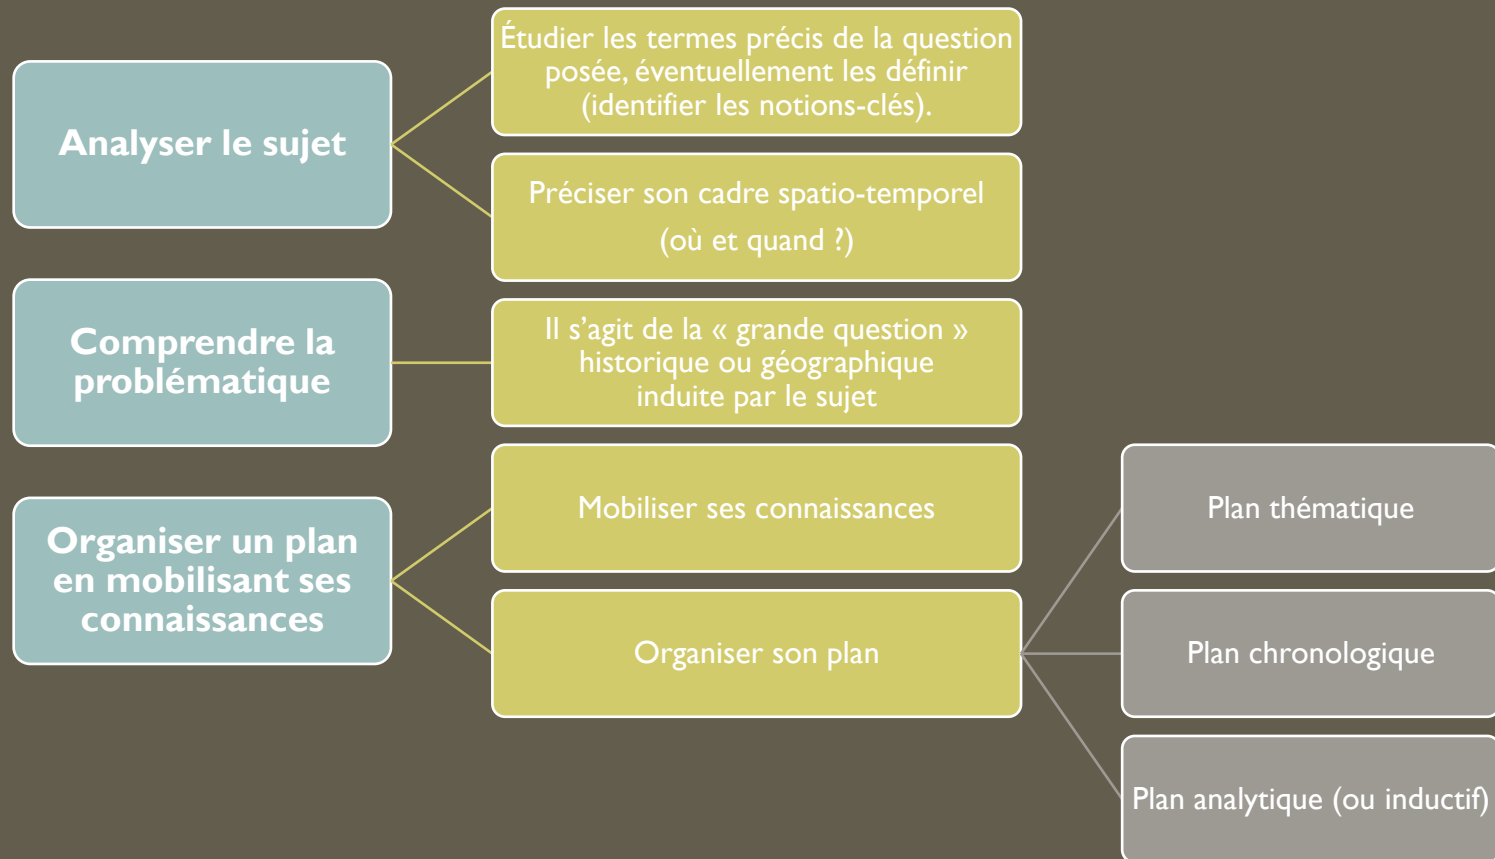 Analyser le sujet
Étudier les termes précis de la question
posée, éventuellement les définir
(identifier les notions-clés).
Préciser son cadre spatio-temporel
(où et quand ?)
Comprendre la
problématique
Il s’agit de la « grande question »
historique ou géographique
induite par le sujet
Organiser un plan
en mobilisant ses
connaissances
Mobiliser ses connaissances
Organiser son plan
Plan thématique
Plan chronologique
Plan analytique (ou inductif)